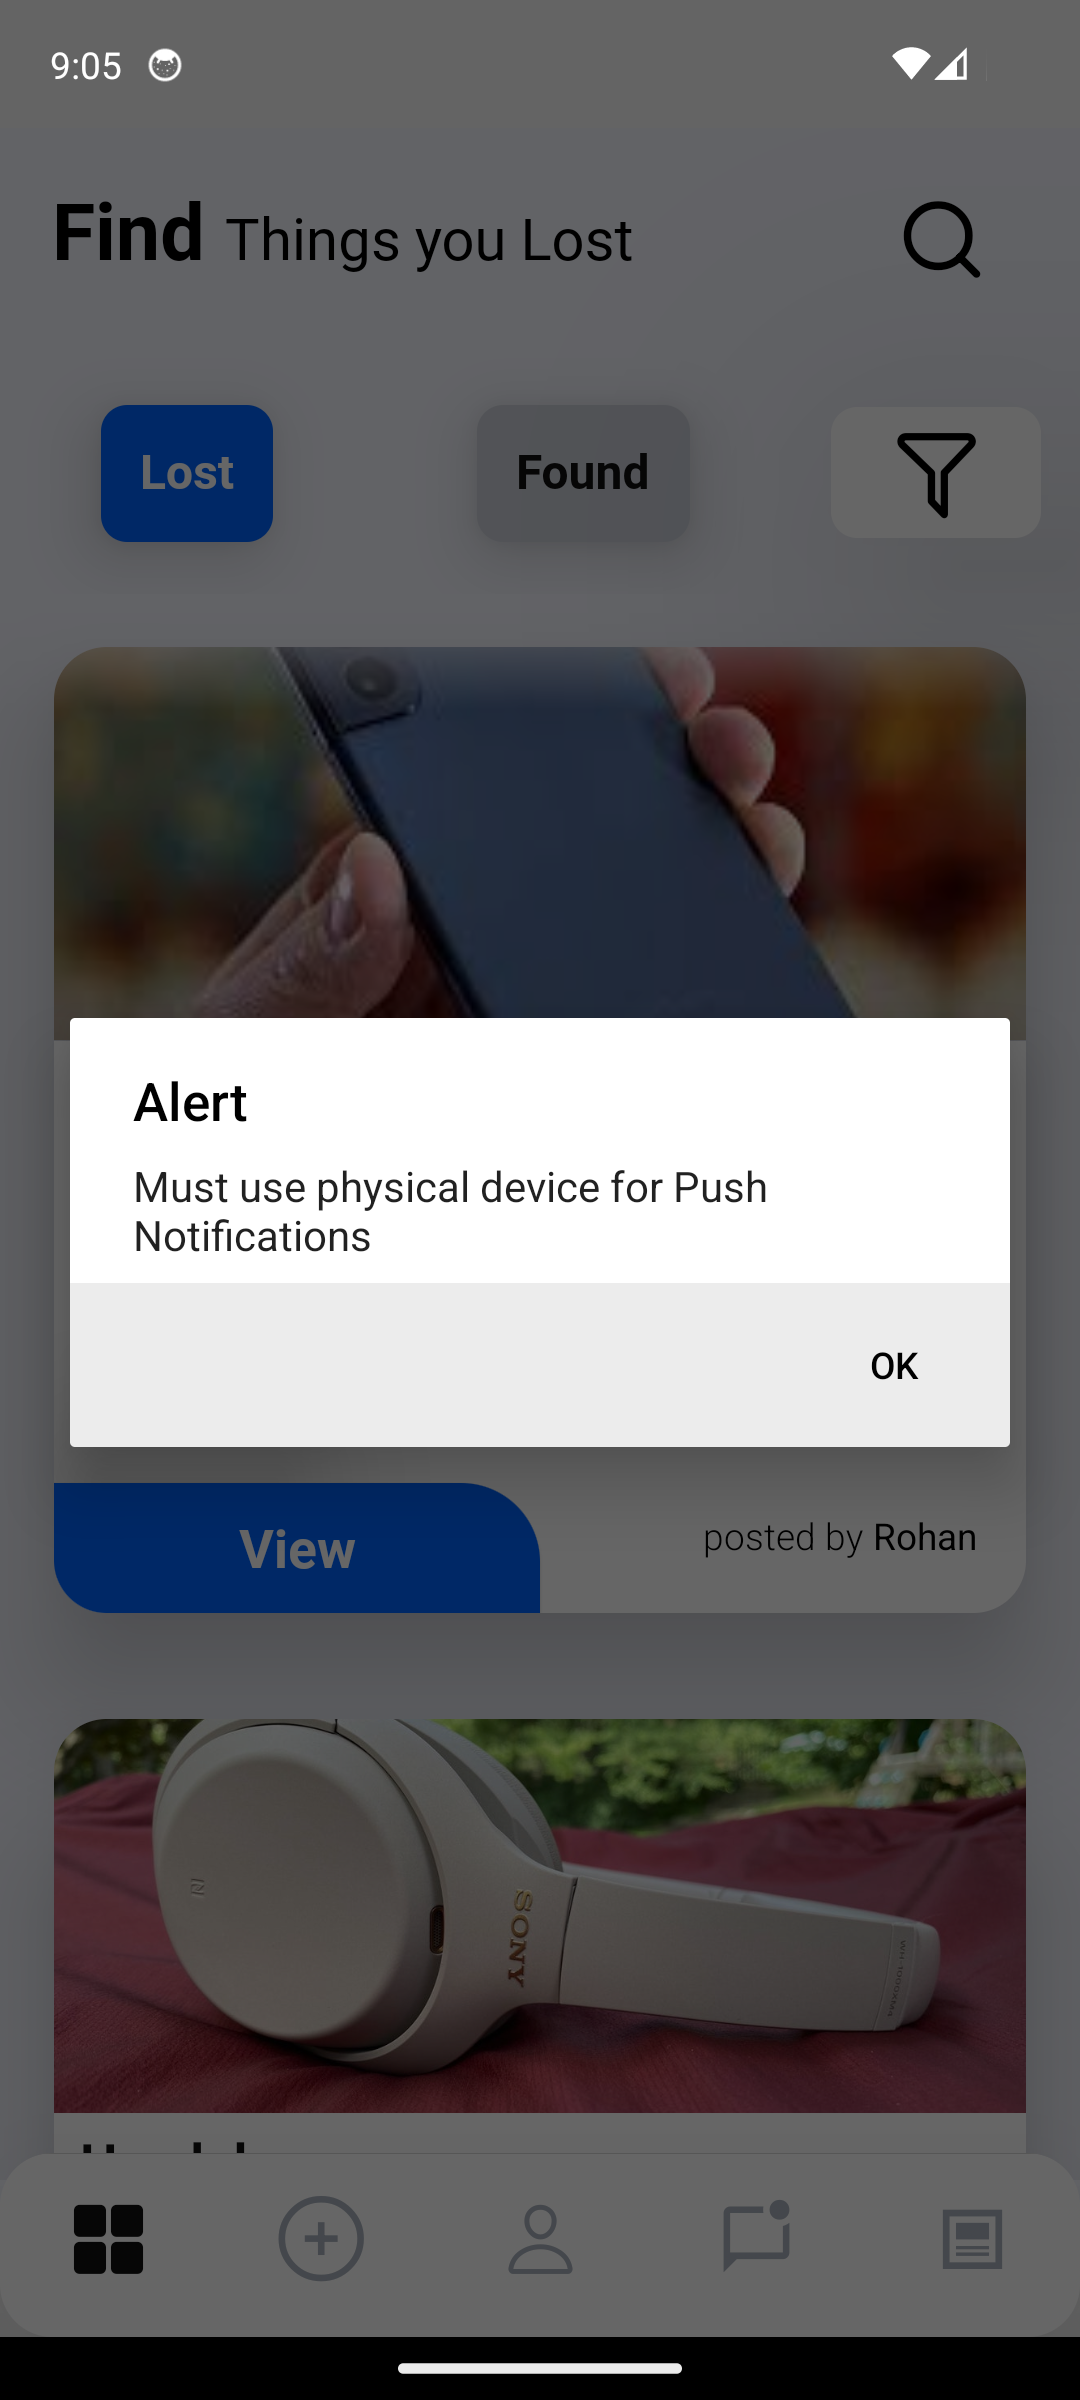 9:05
Find Things you Lost
Lost
Found
Alert
Must use physical device for Push
Notifications
OK
View
posted by Rohan
SONY